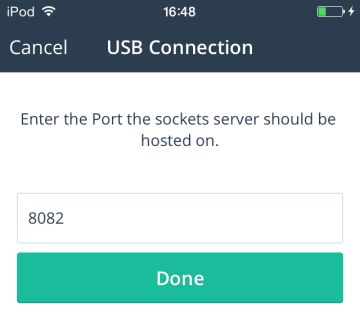 iPod 16:48
Cancel USB Connection
Enter the Port the sockets server should be
hosted on.
8082
Done